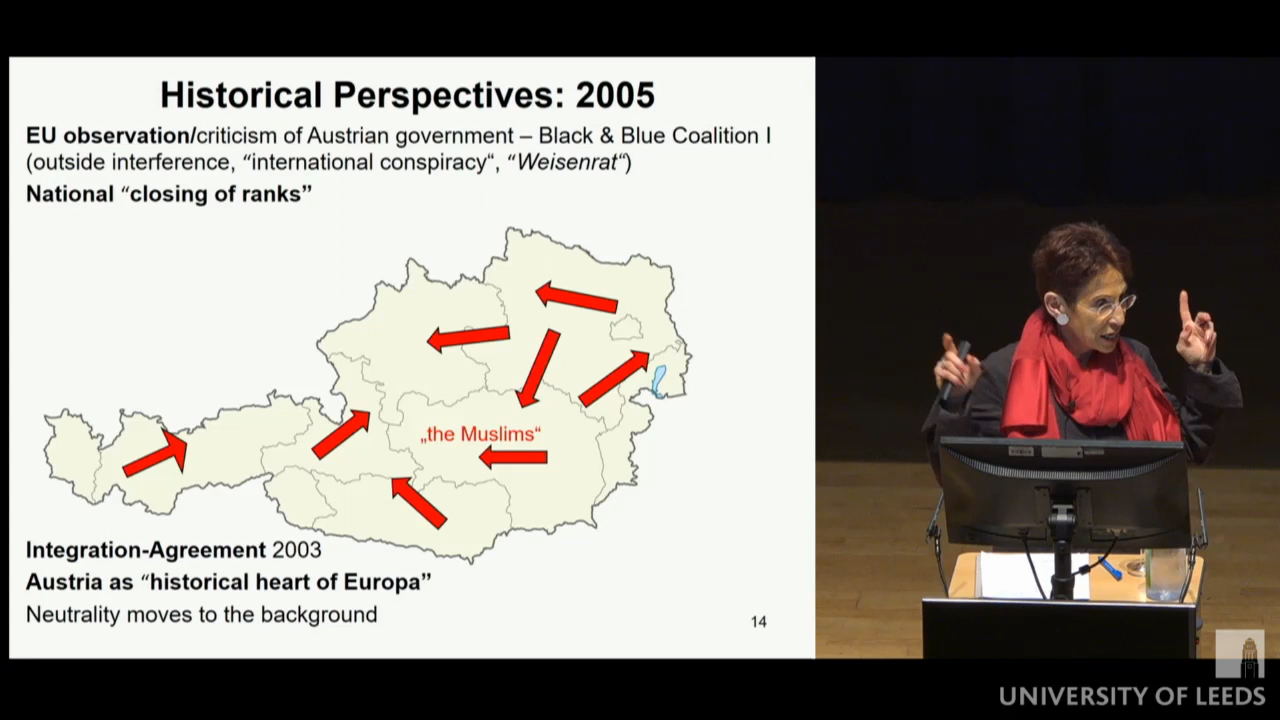 Historical Perspectives: 2005
EU observation/criticism of Austrian government – Black & Blue Coalition I
(outside interference, “international conspiracy“, “Weisenrat“)
National “closing of ranks”
„the Muslims“
Integration-Agreement 2003
Austria as “historical heart of Europa”
Neutrality moves to the background
14
UNIVERSITY OF LEEDS